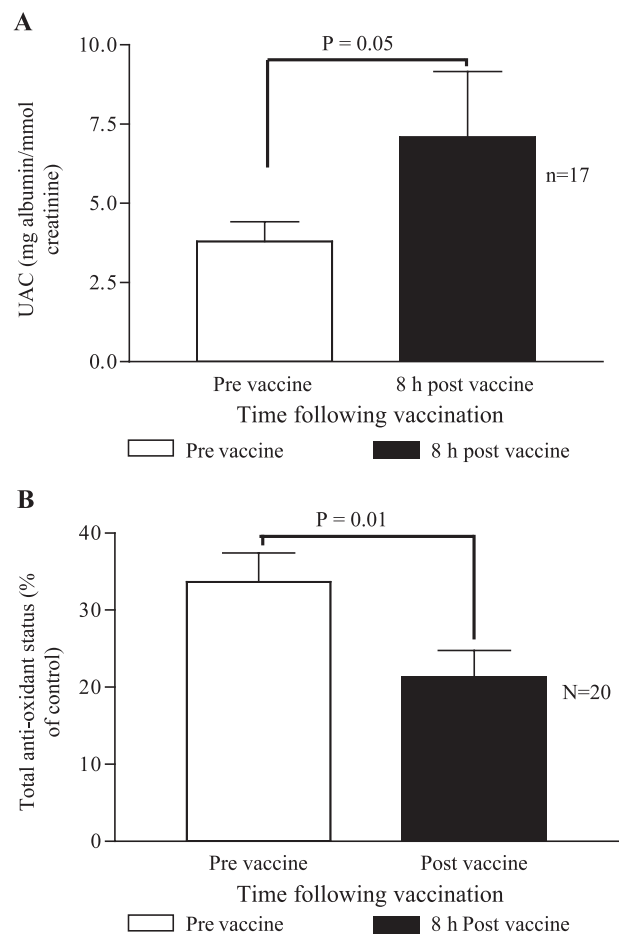 A
P = 0.05
10.0
7.5
5.0
2.5
0.0
UAC (mg albumin/mmol
creatinine)
n=17
Pre vaccine
8 h post vaccine
Time following vaccination
Pre vaccine
8 h post vaccine
B
P = 0.01
40
30
20
10
0
Total anti-oxidant status (%
of control)
N=20
Pre vaccine
Post vaccine
Time following vaccination
Pre vaccine
8 h Post vaccine